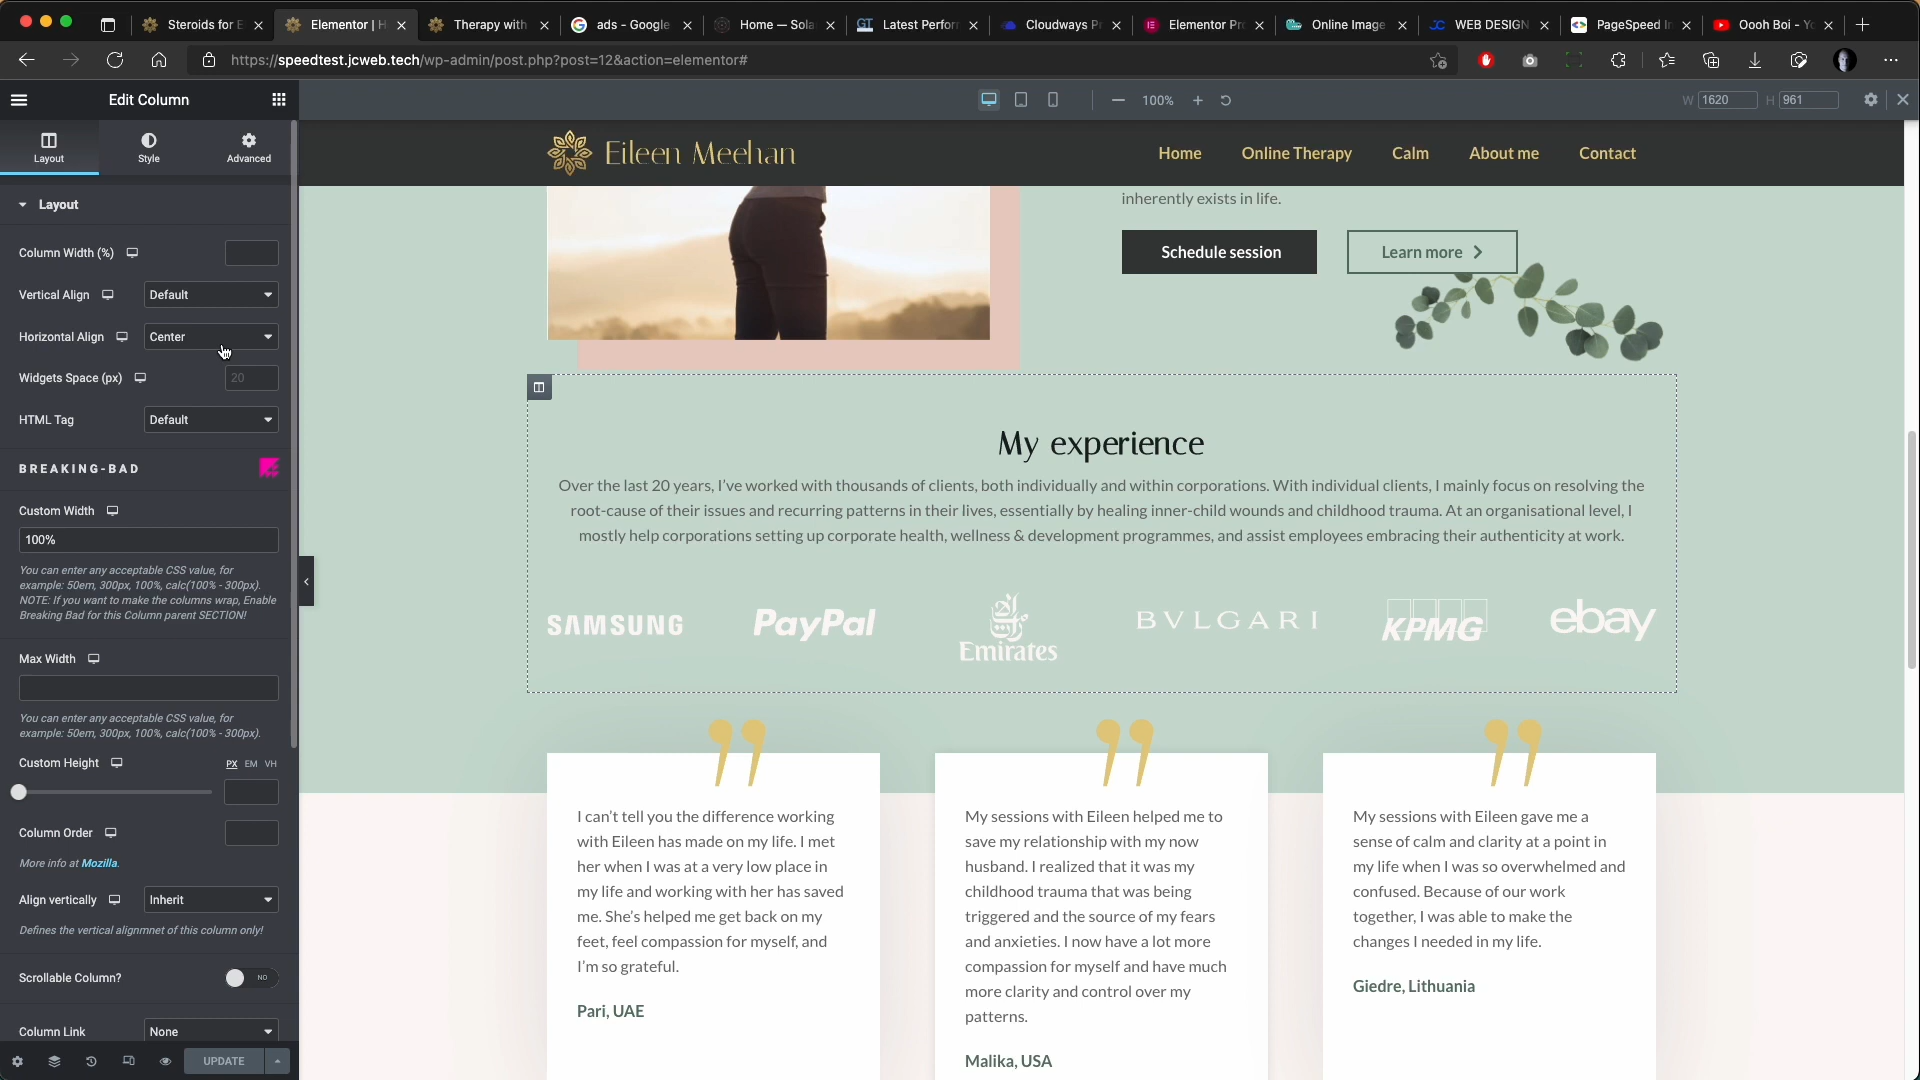 Steroids for E
Elementor | H
Therapy with
ads - Google
Home — Sola
Latest Perfor
Cloudways P
Elementor Pro
Online Image
WEB DESIGN
PageSpeed In
Oooh Boi - Yo
https://speedtest.jcweb.tech/wp-admin/post.php?post=12&action=elementor#
Edit Column
100%
W 1620 H 961
Layout
Style
Advanced
Eileen Meehan
Home
Online Therapy
Calm
About me
Contact
Layout
Column Width (%)
Vertical Align
Default
Horizontal Align
Center
Widgets Space (px)
20
HTML Tag
Default
BREAKING-BAD
Custom Width
100%
You can enter any acceptable CSS value, for
example: 50em, 300px, 100%, calc(100% - 300px).
NOTE: If you want to make the columns wrap, Enable
Breaking Bad for this Column parent SECTION!
Max Width
You can enter any acceptable CSS value, for
example: 50em, 300px, 100%, calc(100% - 300px).
Custom Height
PX EM VH
Column Order
More info at Mozilla.
Align vertically
Inherit
Defines the vertical alignmnet of this column only!
Scrollable Column?
NO
Column Link
None
UPDATE
inherently exists in life.
Schedule session
Learn more
My experience
Over the last 20 years, I've worked with thousands of clients, both individually and within corporations. With individual clients, I mainly focus on resolving the
root-cause of their issues and recurring patterns in their lives, essentially by healing inner-child wounds and childhood trauma. At an organisational level, I
mostly help corporations setting up corporate health, wellness & development programmes, and assist employees embracing their authenticity at work.
SAMSUNG
PayPal
Emirates
BVLGARI
KPMG
ebay
I can't tell you the difference working
with Eileen has made on my life. I met
her when I was at a very low place in
my life and working with her has saved
me. She's helped me get back on my
feet, feel compassion for myself, and
I'm so grateful.
Pari, UAE
My sessions with Eileen helped me to
save my relationship with my now
husband. I realized that it was my
childhood trauma that was being
triggered and the source of my fears
and anxieties. I now have a lot more
compassion for myself and have much
more clarity and control over my
patterns.
Malika, USA
My sessions with Eileen gave me a
sense of calm and clarity at a point in
my life when I was so overwhelmed and
confused. Because of our work
together, I was able to make the
changes I needed in my life.
Giedre, Lithuania